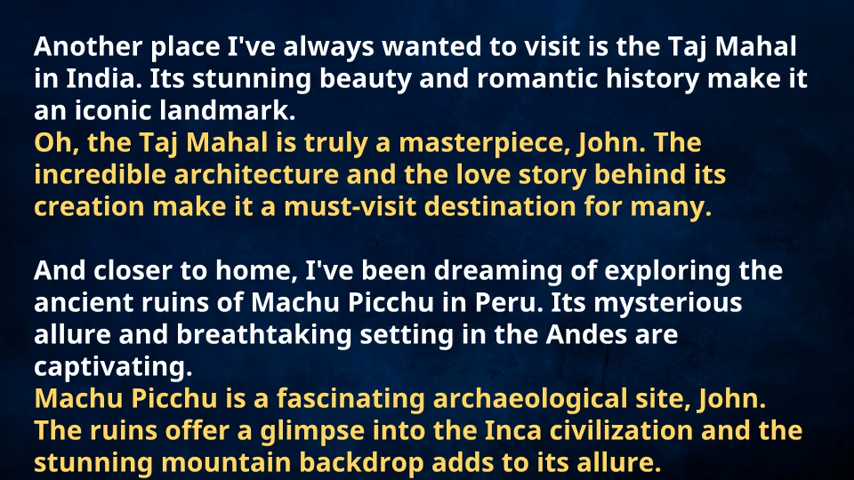 Another place I've always wanted to visit is the Taj Mahal
in India. Its stunning beauty and romantic history make it
an iconic landmark.
Oh, the Taj Mahal is truly a masterpiece, John. The
incredible architecture and the love story behind its
creation make it a must-visit destination for many.
And closer to home, I've been dreaming of exploring the
ancient ruins of Machu Picchu in Peru. Its mysterious
allure and breathtaking setting in the Andes are
captivating.
Machu Picchu is a fascinating archaeological site, John.
The ruins offer a glimpse into the Inca civilization and the
stunning mountain backdrop adds to its allure.